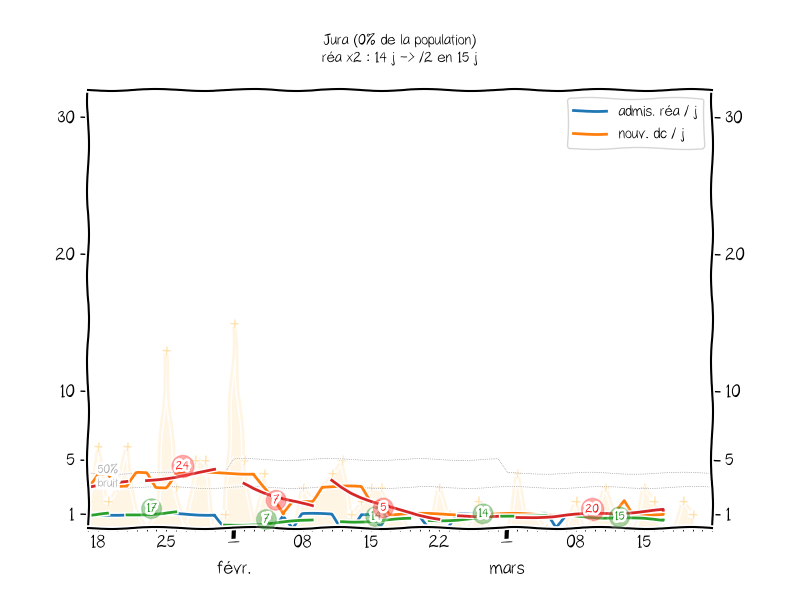 Jura (0% de la population)
réa x2 : 14 j -> /2 en 15 j
admis. réa / j
nouv. dc / j
30 30
20 20
10 10
5 5
1 1
50%
bruit
24
17
7
7
5
14
20
15
18 25 1 08 15 22 1 08 15
févr. mars